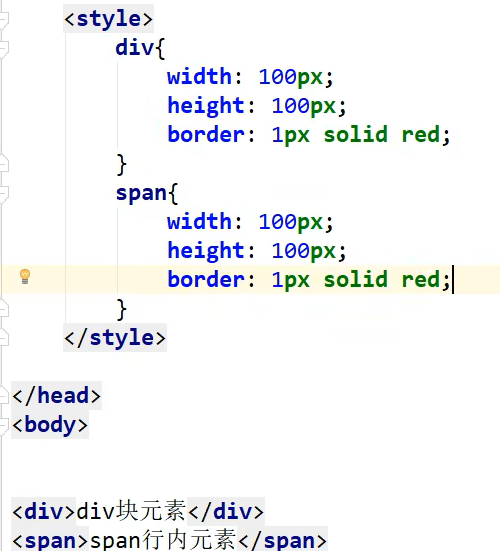 <style>
div{
width: 100px;
height: 100px;
border: 1px solid red;
}
span{
width: 100px;
height: 100px;
border: 1px solid red;
}
</style>
</head>
<body>
<div>div块元素</div>
<span>span行内元素</span>